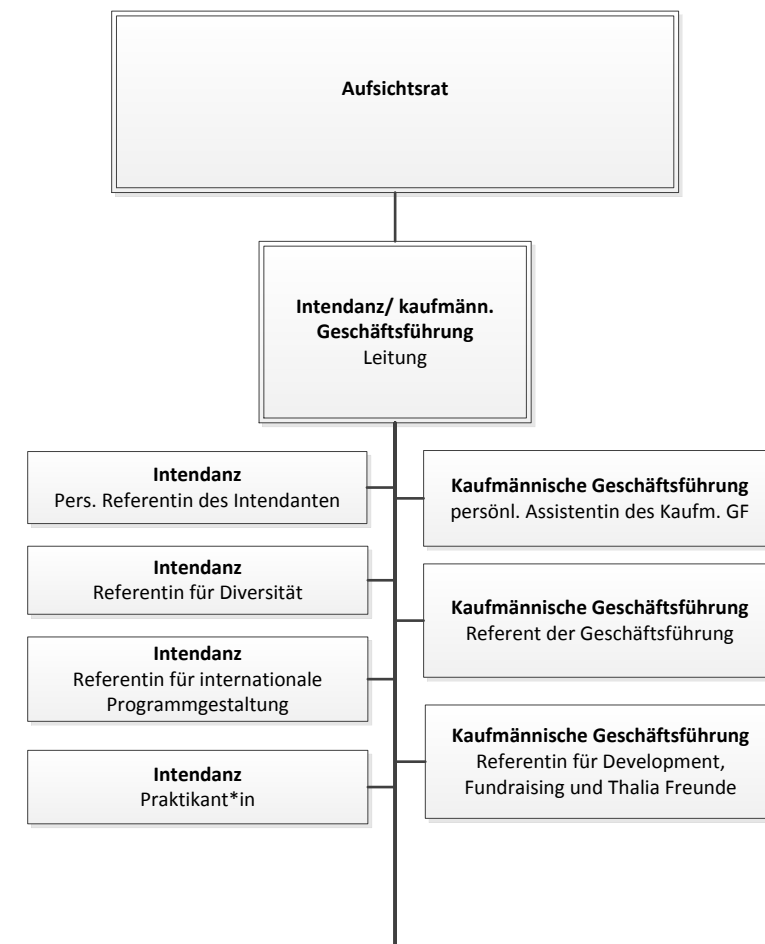 Aufsichtsrat
Intendanz/ kaufmänn.
Geschäftsführung
Leitung
Intendanz
Pers. Referentin des Intendanten
Kaufmännische Geschäftsführung
persönl. Assistentin des Kaufm. GF
Intendanz
Referentin für Diversität
Kaufmännische Geschäftsführung
Referent der Geschäftsführung
Intendanz
Referentin für internationale
Programmgestaltung
Kaufmännische Geschäftsführung
Referentin für Development,
Fundraising und Thalia Freunde
Intendanz
Praktikant*in